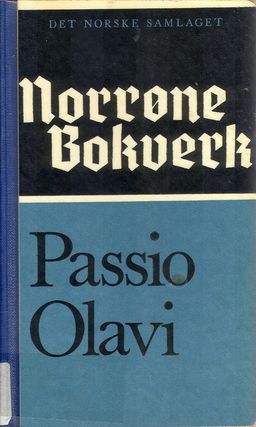 DET NORSKE SAMLAGET
Norrøne
Bokverk
Passio
Olavi